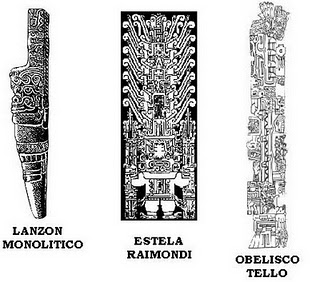 LANZON
MONOLITICO
ESTELA
RAIMONDI
OBELISCO
TELLO